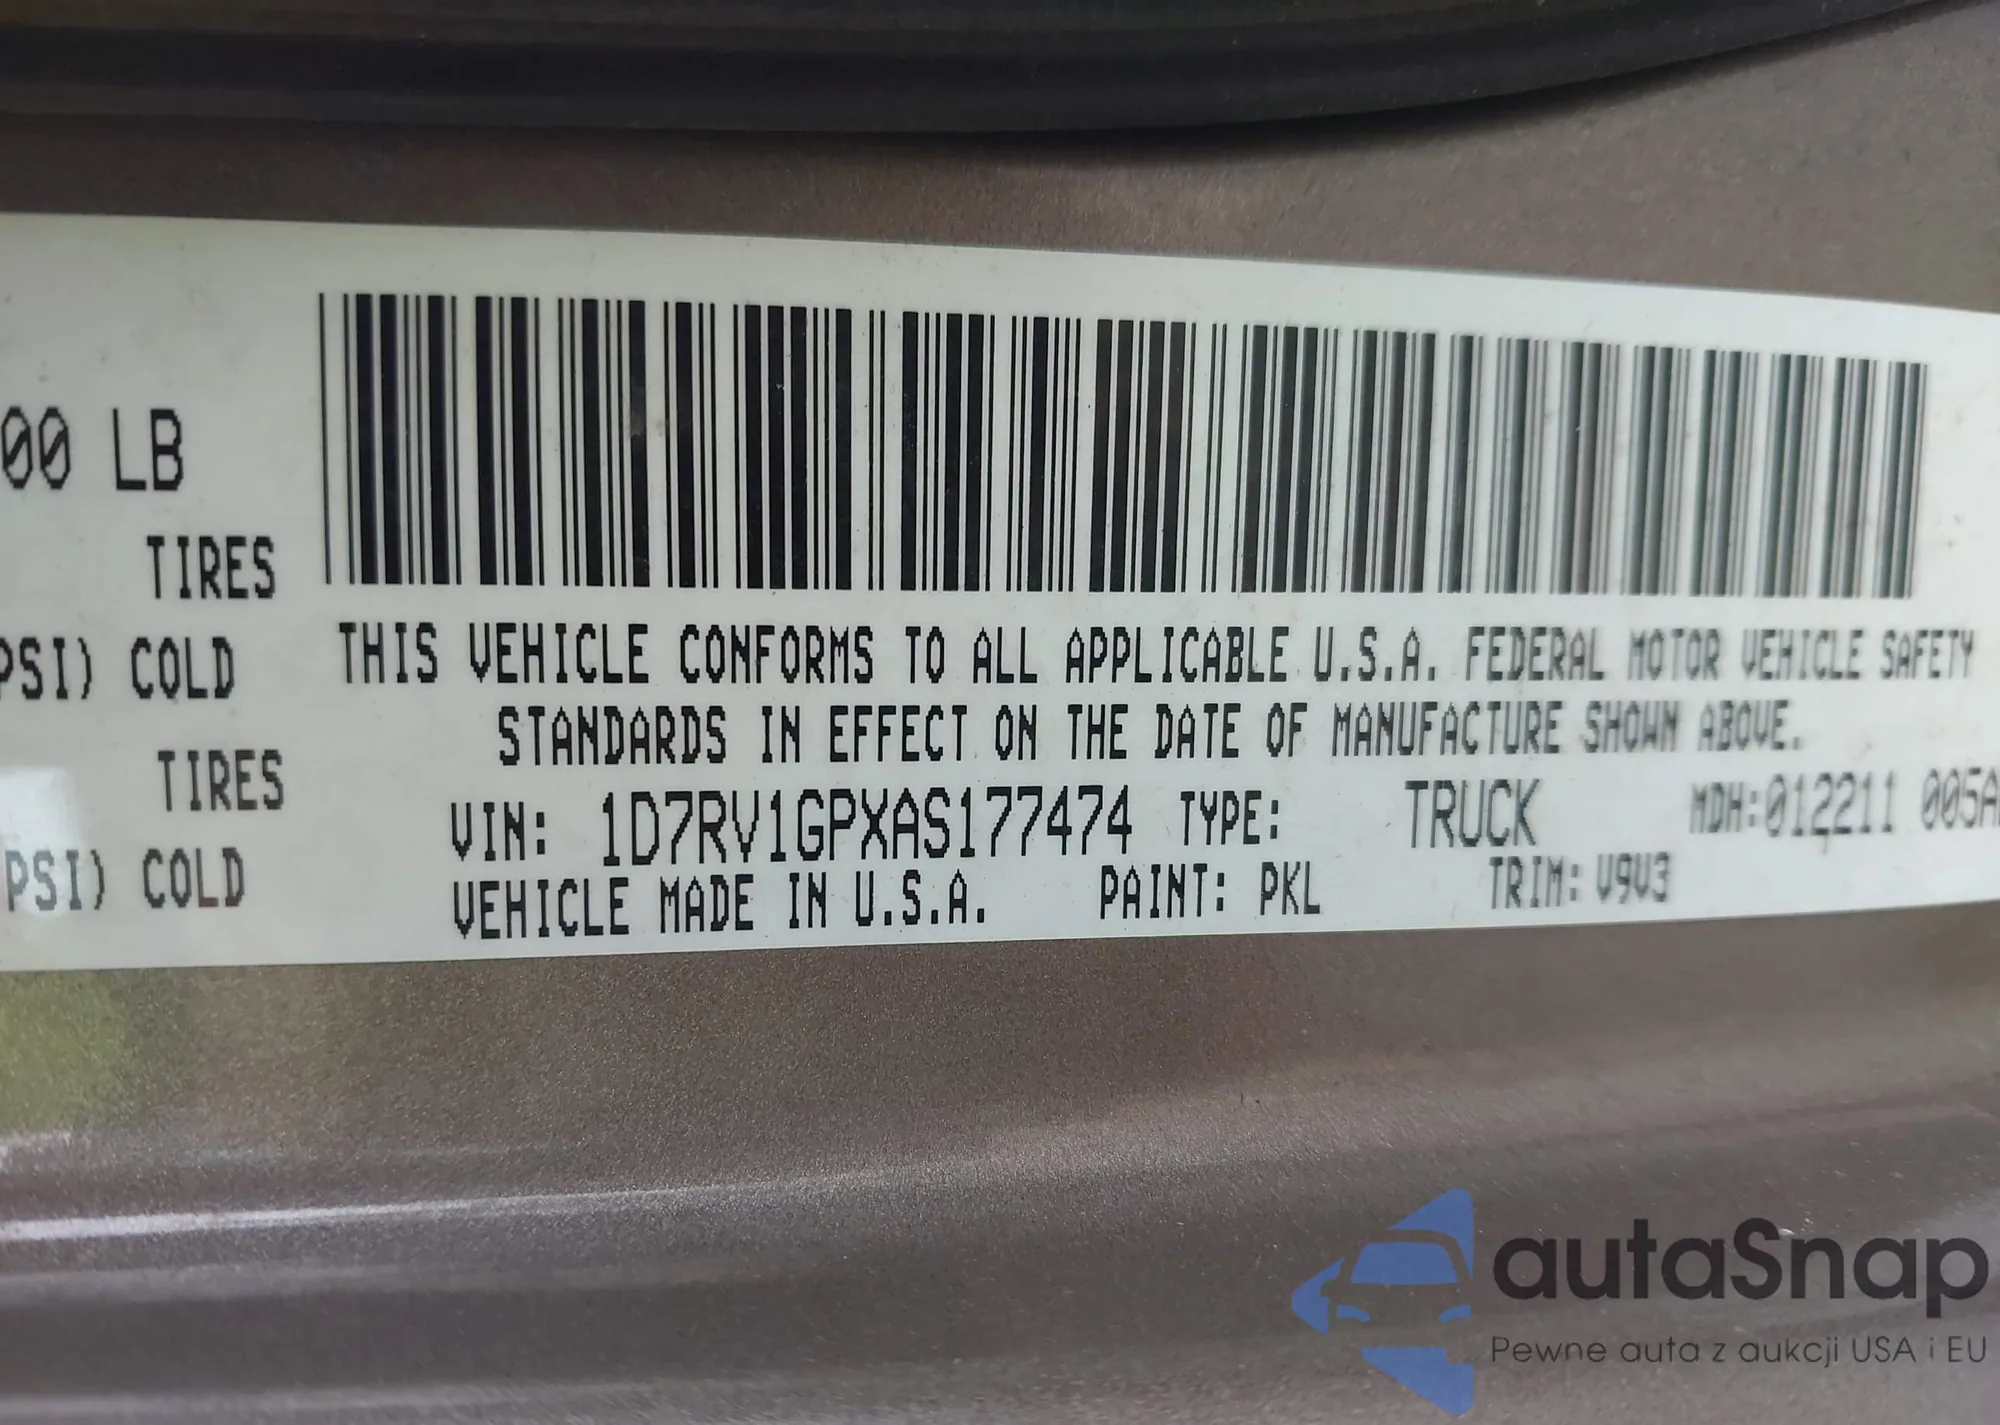 00 LB
TIRES
PSI) COLD
TIRES
PSI) COLD
THIS VEHICLE CONFORMS TO ALL APPLICABLE U.S.A. FEDERAL MOTOR VEHICLE SAFETY
STANDARDS IN EFFECT ON THE DATE OF MANUFACTURE SHOWN ABOVE.
VIN: 1D7RV1GPXAS177474 TYPE: TRUCK MDH:012211 005A
VEHICLE MADE IN U.S.A. PAINT: PKL TRIM: V9V3
autaSnap
Pewne auta z aukcji USA i EU